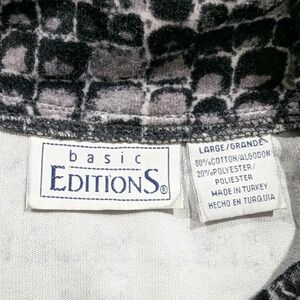 basic
EDITIONS®
LARGE/GRANDE
80%COTTON/ALGODON
20%POLYESTER/
POLIESTER
MADE IN TURKEY
HECHO EN TURQUIA